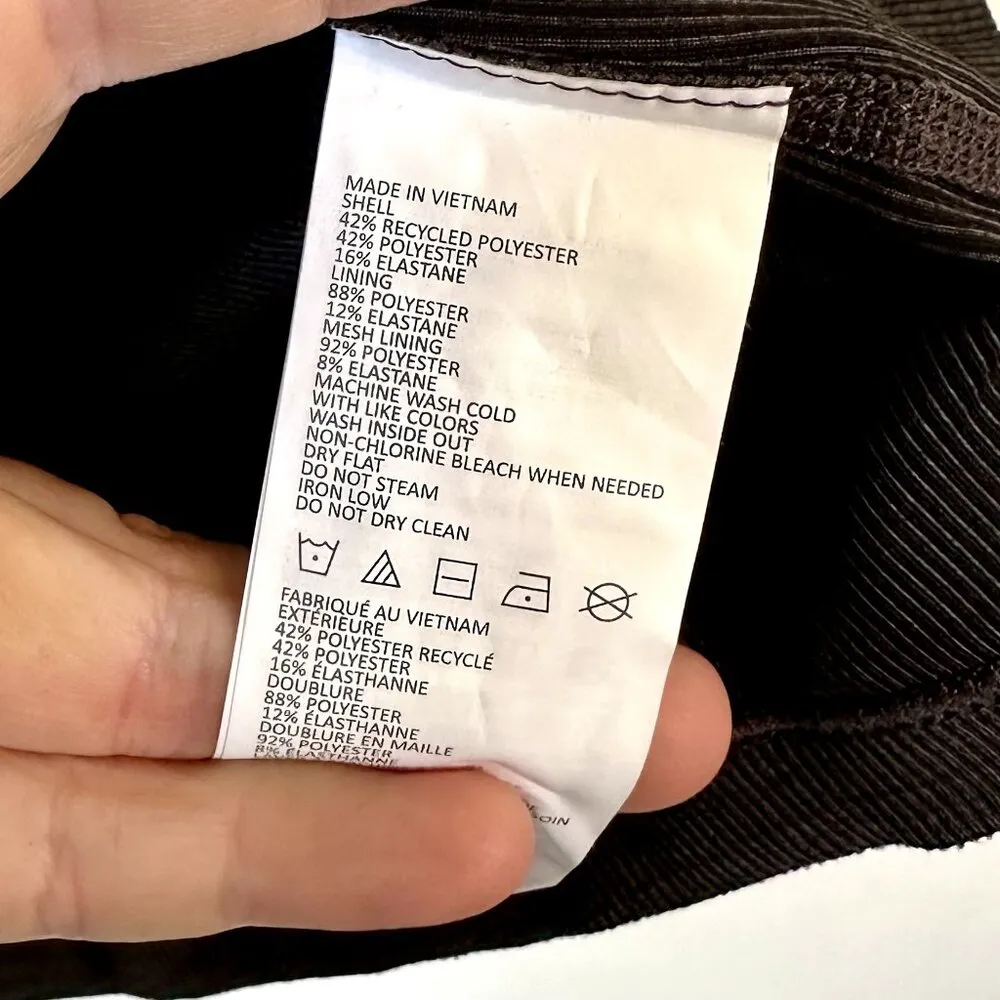 MADE IN VIETNAM
SHELL
42% RECYCLED POLYESTER
42% POLYESTER
16% ELASTANE
LINING
88% POLYESTER
12% ELASTANE
MESH LINING
92% POLYESTER
8% ELASTANE
MACHINE WASH COLD
WITH LIKE COLORS
WASH INSIDE OUT
NON-CHLORINE BLEACH WHEN NEEDED
DRY FLAT
DO NOT STEAM
IRON LOW
DO NOT DRY CLEAN
FABRIQUÉ AU VIETNAM
EXTÉRIEURE
42% POLYESTER RECYCLÉ
42% POLYESTER
16% ÉLASTHANNE
DOUBLURE
88% POLYESTER
12% ÉLASTHANNE
DOUBLURE EN MAILLE
92% POLYESTER
8% ÉLASTHANNE